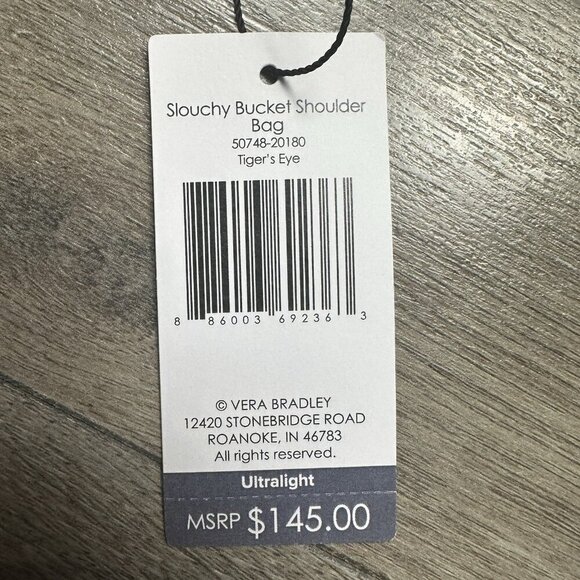 Slouchy Bucket Shoulder
Bag
50748-20180
Tiger's Eye
8 86003 69236 3
© VERA BRADLEY
12420 STONEBRIDGE ROAD
ROANOKE, IN 46783
All rights reserved.
Ultralight
MSRP $145.00